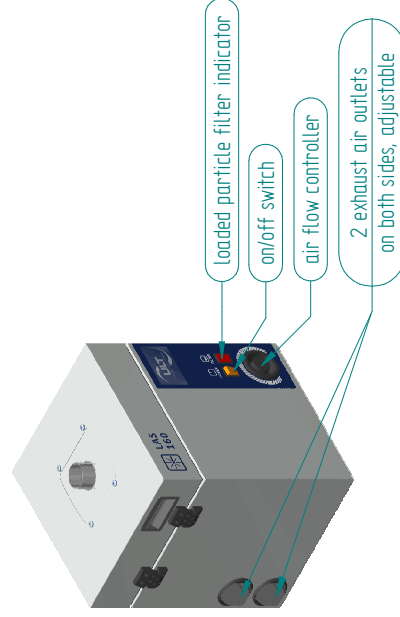 loaded particle filter indicator
on/off switch
air flow controller
2 exhaust air outlets
on both sides, adjustable
ULT
LAS
160